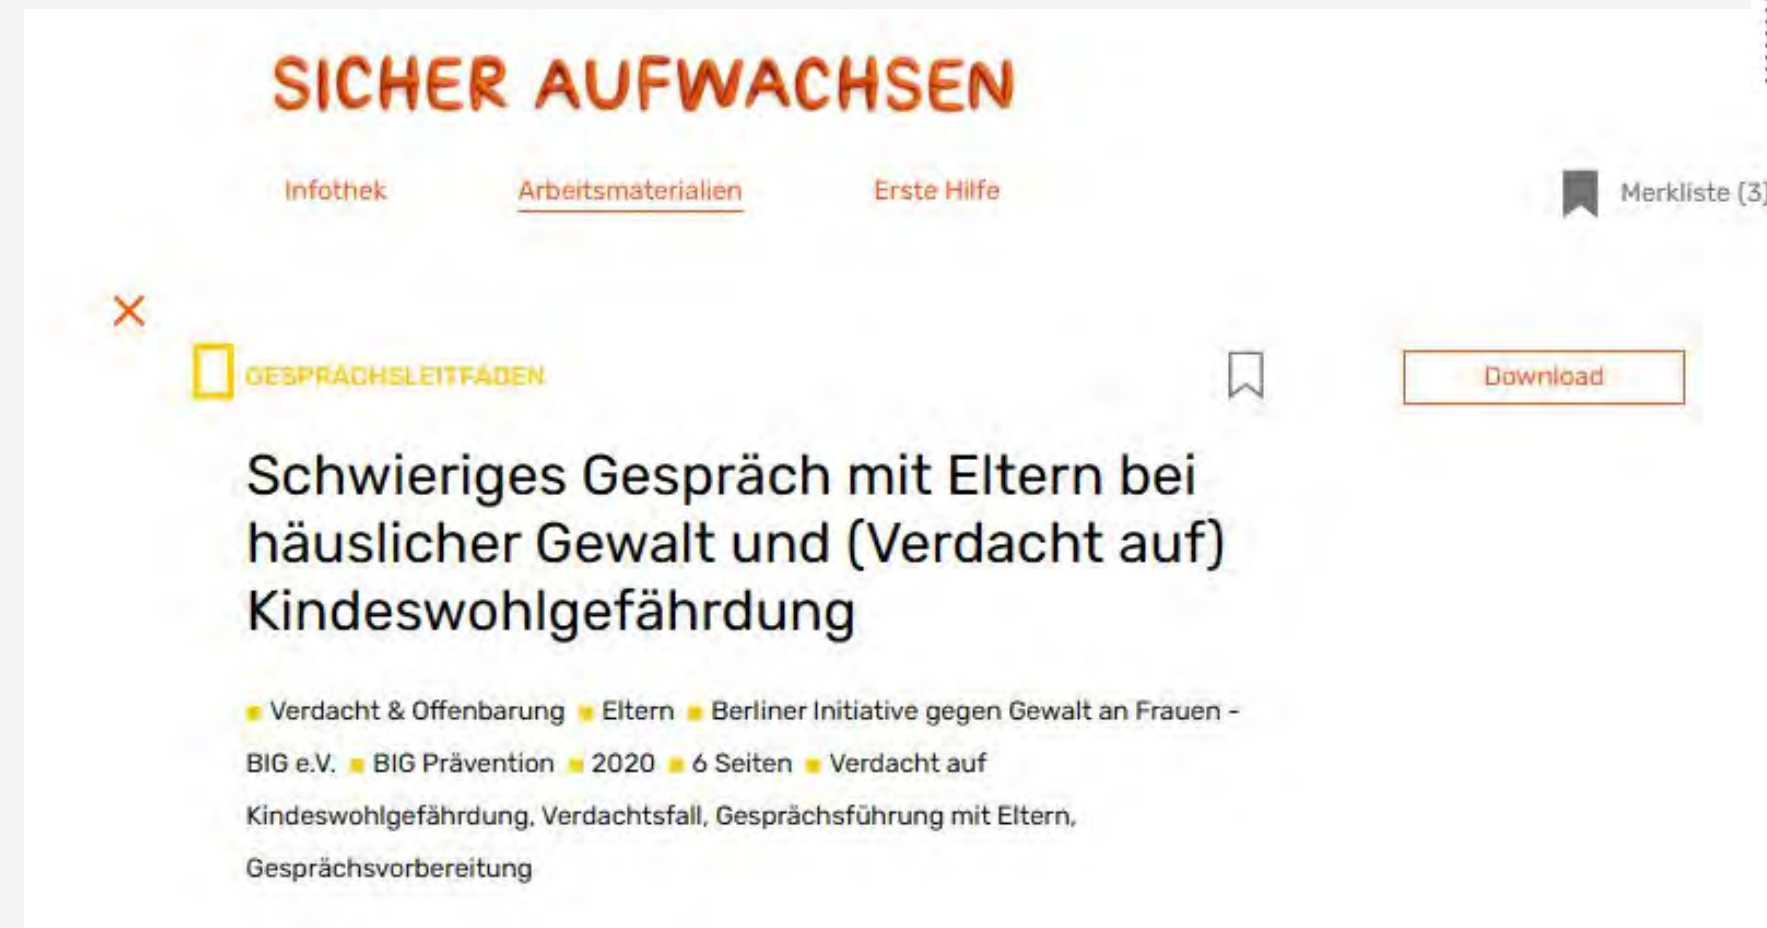 SICHER AUFWACHSEN
Infothek Arbeitsmaterialien Erste Hilfe Merkliste (3)
GESPRÄCHSLEITFADEN Download
Schwieriges Gespräch mit Eltern bei
häuslicher Gewalt und (Verdacht auf)
Kindeswohlgefährdung
Verdacht & Offenbarung Eltern Berliner Initiative gegen Gewalt an Frauen -
BIG e.V. BIG Prävention 2020 6 Seiten Verdacht auf
Kindeswohlgefährdung, Verdachtsfall, Gesprächsführung mit Eltern,
Gesprächsvorbereitung